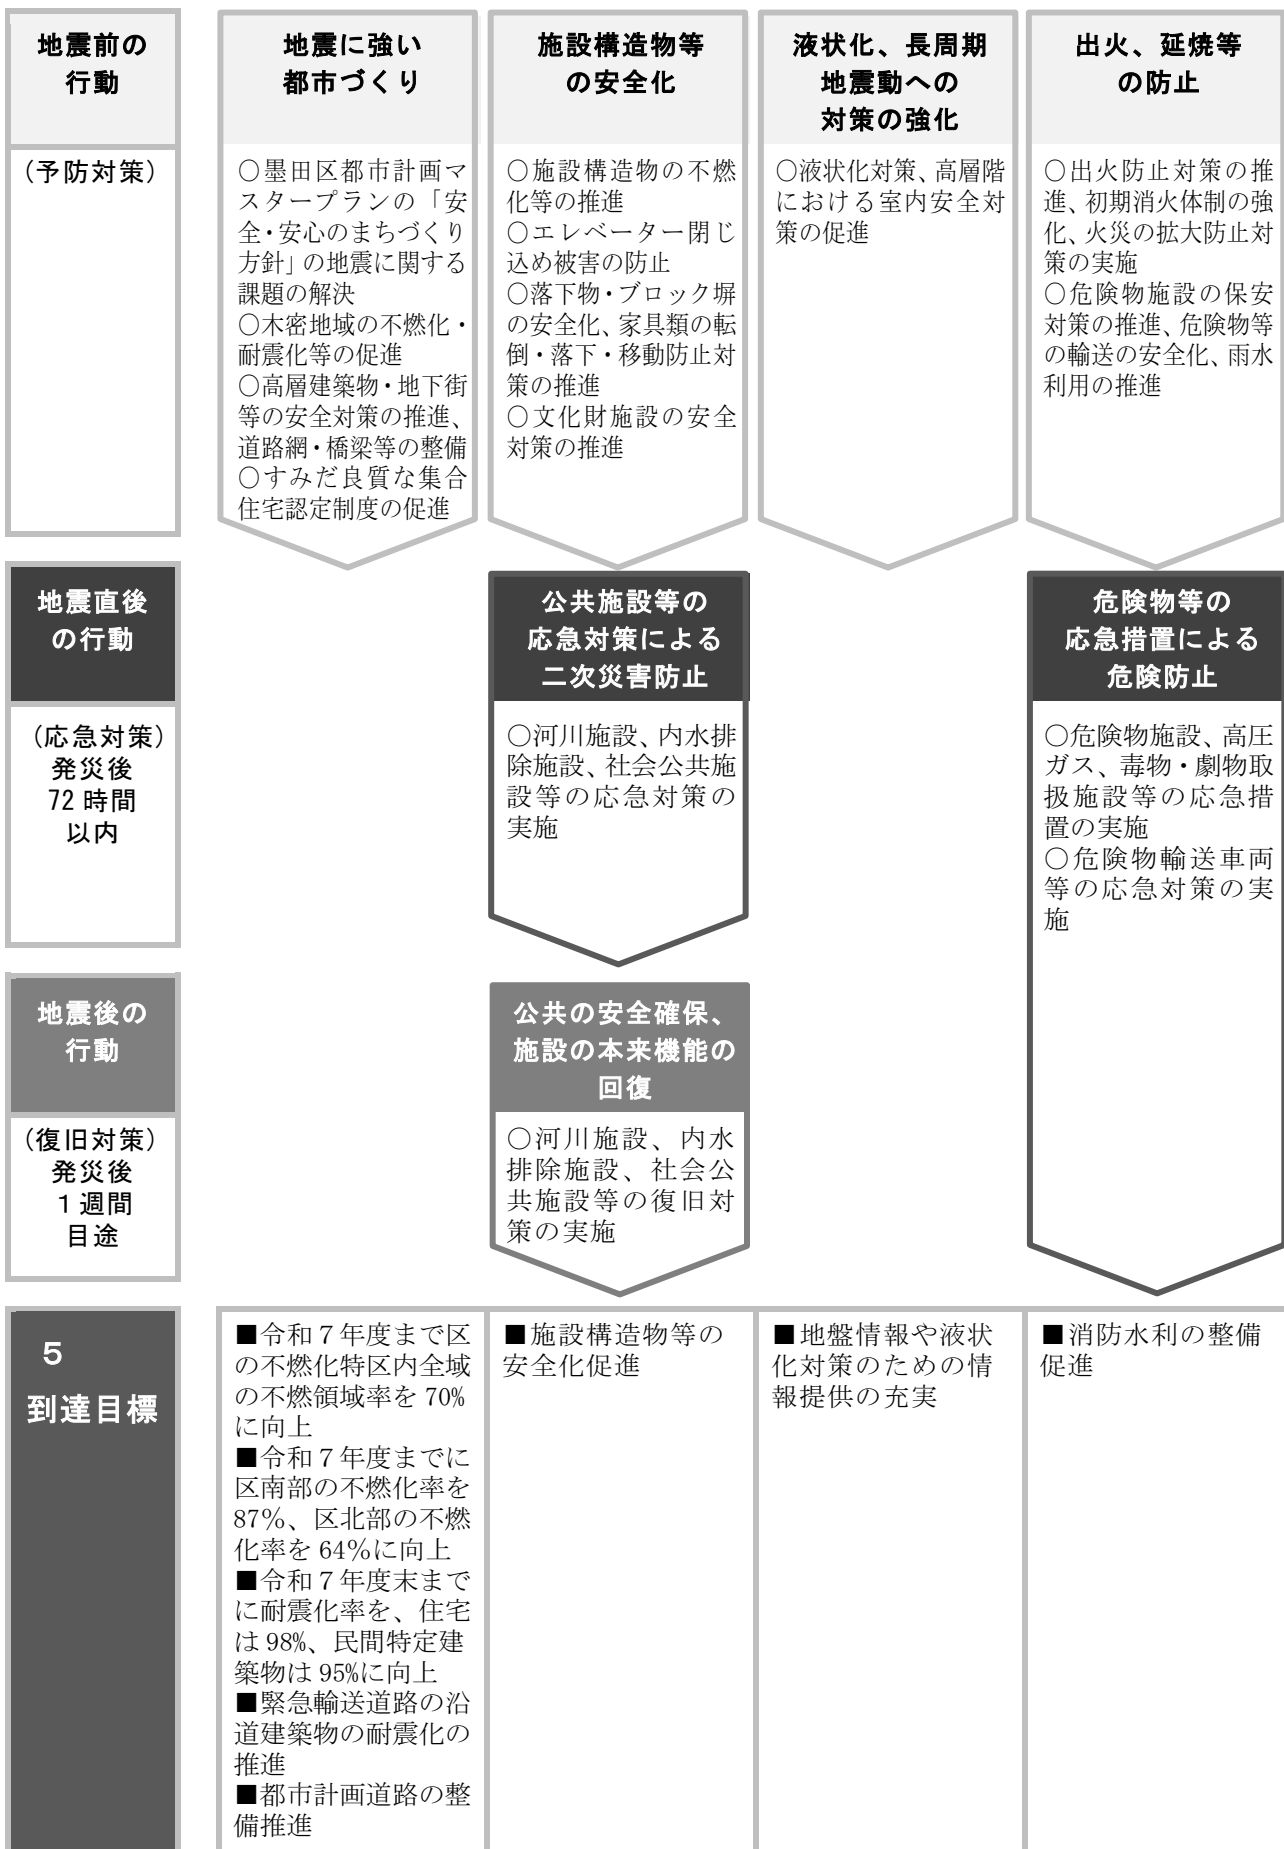 地震前の
行動
地震に強い
都市づくり
施設構造物等
の安全化
液状化、長周期
地震動への
対策の強化
出火、延焼等
の防止
(予防対策)
○墨田区都市計画マ
スタープランの「安
全・安心のまちづくり
方針」の地震に関する
課題の解決
○木密地域の不燃化・
耐震化等の促進
○高層建築物・地下街
等の安全対策の推進、
道路網・橋梁等の整備
○すみだ良質な集合
住宅認定制度の促進
○施設構造物の不燃
化等の推進
○エレベーター閉じ
込め被害の防止
○落下物・ブロック塀
の安全化、家具類の転
倒・落下・移動防止対
策の推進
○文化財施設の安全
対策の推進
○液状化対策、高層階
における室内安全対
策の促進
○出火防止対策の推
進、初期消火体制の強
化、火災の拡大防止対
策の実施
○危険物施設の保安
対策の推進、危険物等
の輸送の安全化、雨水
利用の推進
地震直後
の行動
公共施設等の
応急対策による
二次災害防止
危険物等の
応急措置による
危険防止
(応急対策)
発災後
72 時間
以内
○河川施設、内水排
除施設、社会公共施
設等の応急対策の
実施
○危険物施設、高圧
ガス、毒物・劇物取
扱施設等の応急措
置の実施
○危険物輸送車両
等の応急対策の実
施
地震後の
行動
公共の安全確保、
施設の本来機能の
回復
(復旧対策)
発災後
１週間
目途
○河川施設、内水
排除施設、社会公
共施設等の復旧対
策の実施
５
到達目標
■令和７年度まで区
の不燃化特区内全域
の不燃領域率を 70%
に向上
■令和７年度までに
区南部の不燃化率を
87％、区北部の不燃
化率を 64％に向上
■令和７年度末まで
に耐震化率を、住宅
は 98%、民間特定建
築物は 95%に向上
■緊急輸送道路の沿
道建築物の耐震化の
推進
■都市計画道路の整
備推進
■施設構造物等の
安全化促進
■地盤情報や液状
化対策のための情
報提供の充実
■消防水利の整備
促進